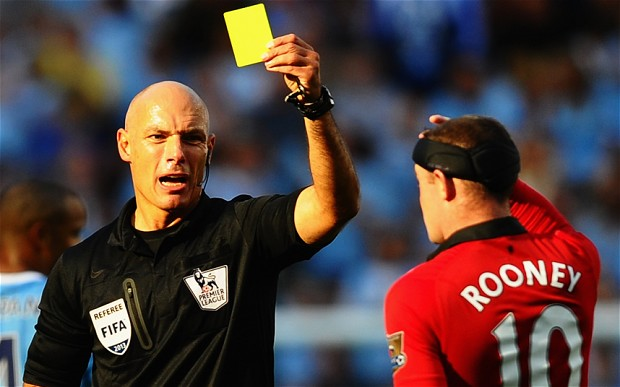 REFEREE
FIFA
2013
PREMIER
LEAGUE
ROONEY
10